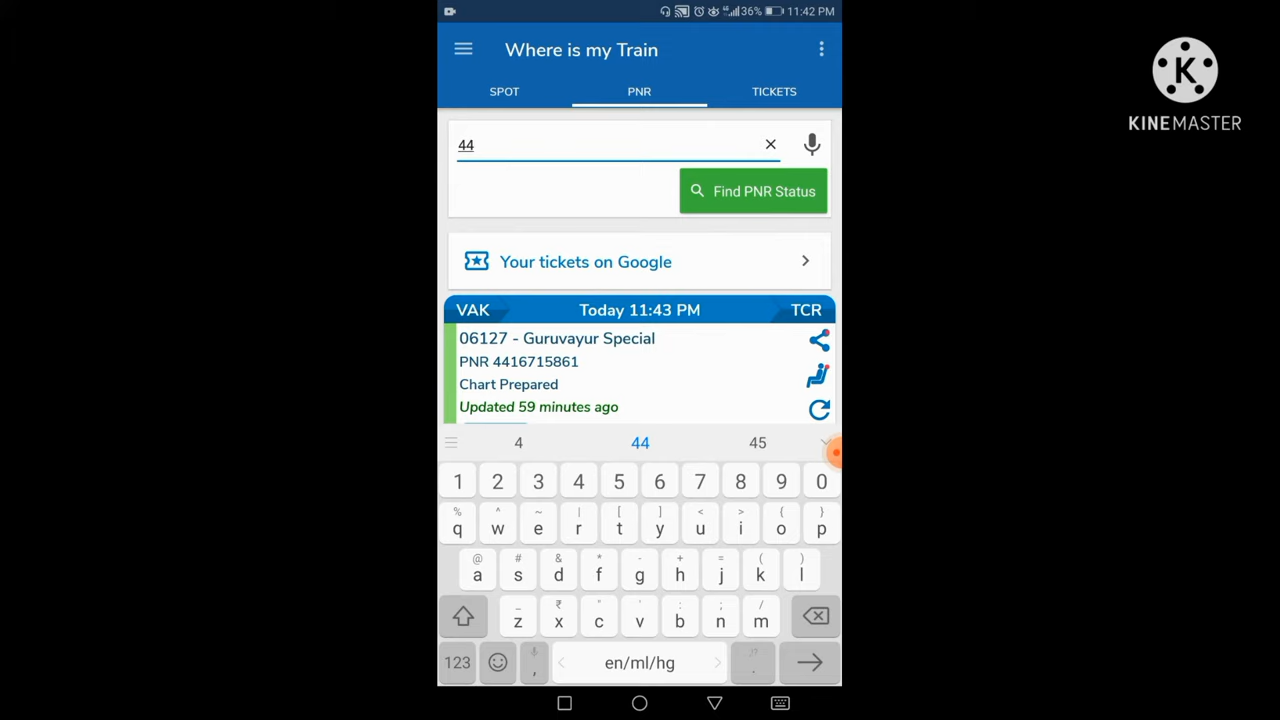 36% 11:42 PM
Where is my Train
SPOT PNR TICKETS
44
Find PNR Status
Your tickets on Google
VAK Today 11:43 PM TCR
06127 - Guruvayur Special
PNR 4416715861
Chart Prepared
Updated 59 minutes ago
4 44 45
1 2 3 4 5 6 7 8 9 0
% ^ ~ | [ ] < > { }
q w e r t y u i o p
@ # & * - + = ( )
a s d f g h j k l
_ ₹ " ' : ; /
z x c v b n m
123 , en/ml/hg .
K
KINEMASTER